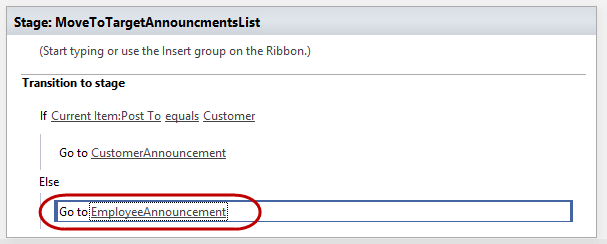 Stage: MoveToTargetAnnouncmentsList
(Start typing or use the Insert group on the Ribbon.)
Transition to stage
If Current Item:Post To equals Customer
Go to CustomerAnnouncement
Else
Go to EmployeeAnnouncement